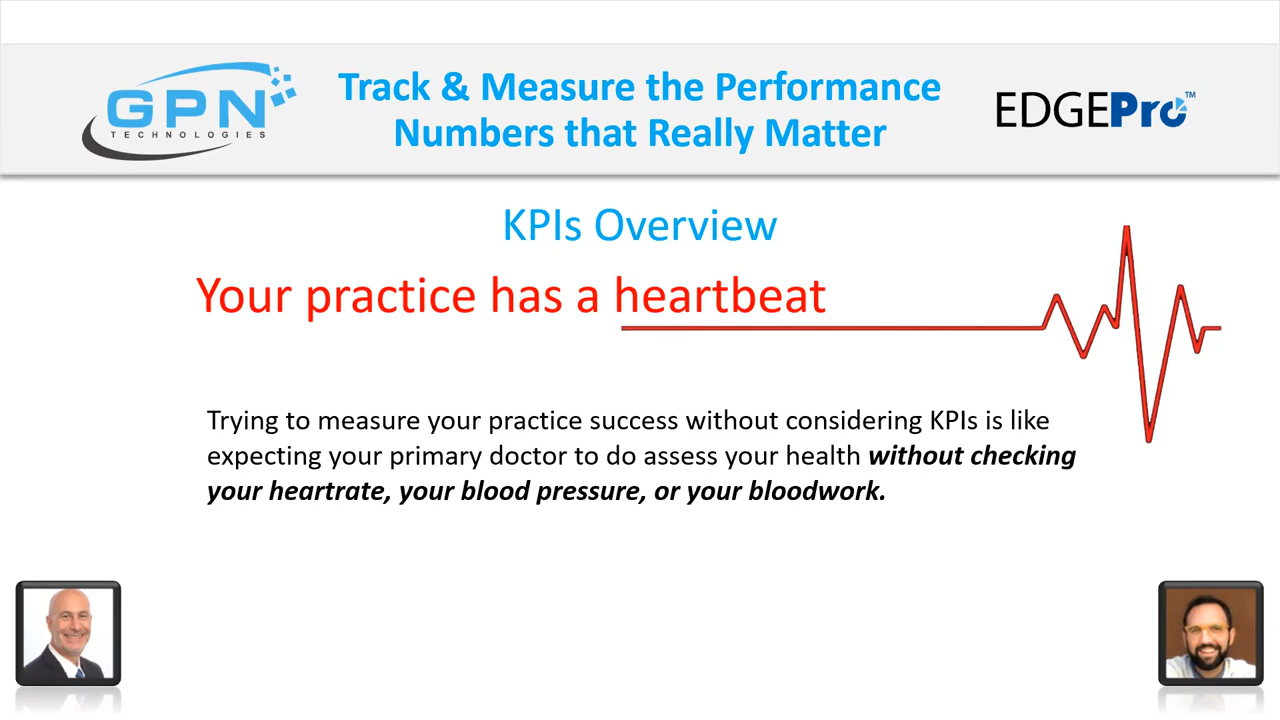 GPN
TECHNOLOGIES
Track & Measure the Performance
Numbers that Really Matter
EDGEPro™
KPIs Overview
Your practice has a heartbeat
Trying to measure your practice success without considering KPIs is like
expecting your primary doctor to do assess your health without checking
your heartrate, your blood pressure, or your bloodwork.